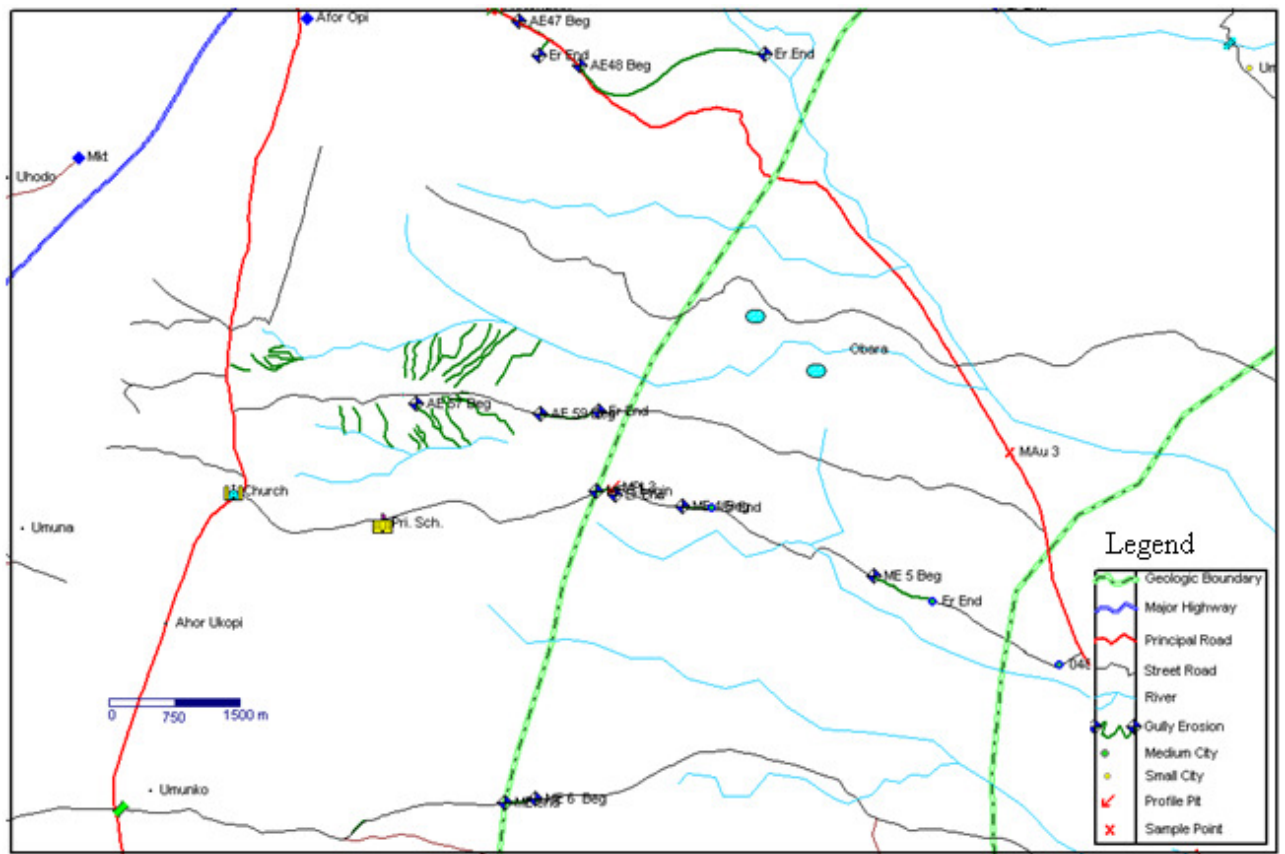 Afor Opi
AE47 Beg
Er End
AE48 Beg
Er.End
Mkt
Uhodo
Obara
AE 57 Beg
AE 59 Beg
Er End
MAu 3
Church
Pri. Sch.
Er End
Umuna
ME 5 Beg
Er End
Ahor Ukopi
0 750 1500 m
Umunko
ME 6 Beg
Legend
Geologic Boundary
Major Highway
Principal Road
Street Road
River
Gully Erosion
Medium City
Small City
Profile Pit
Sample Point